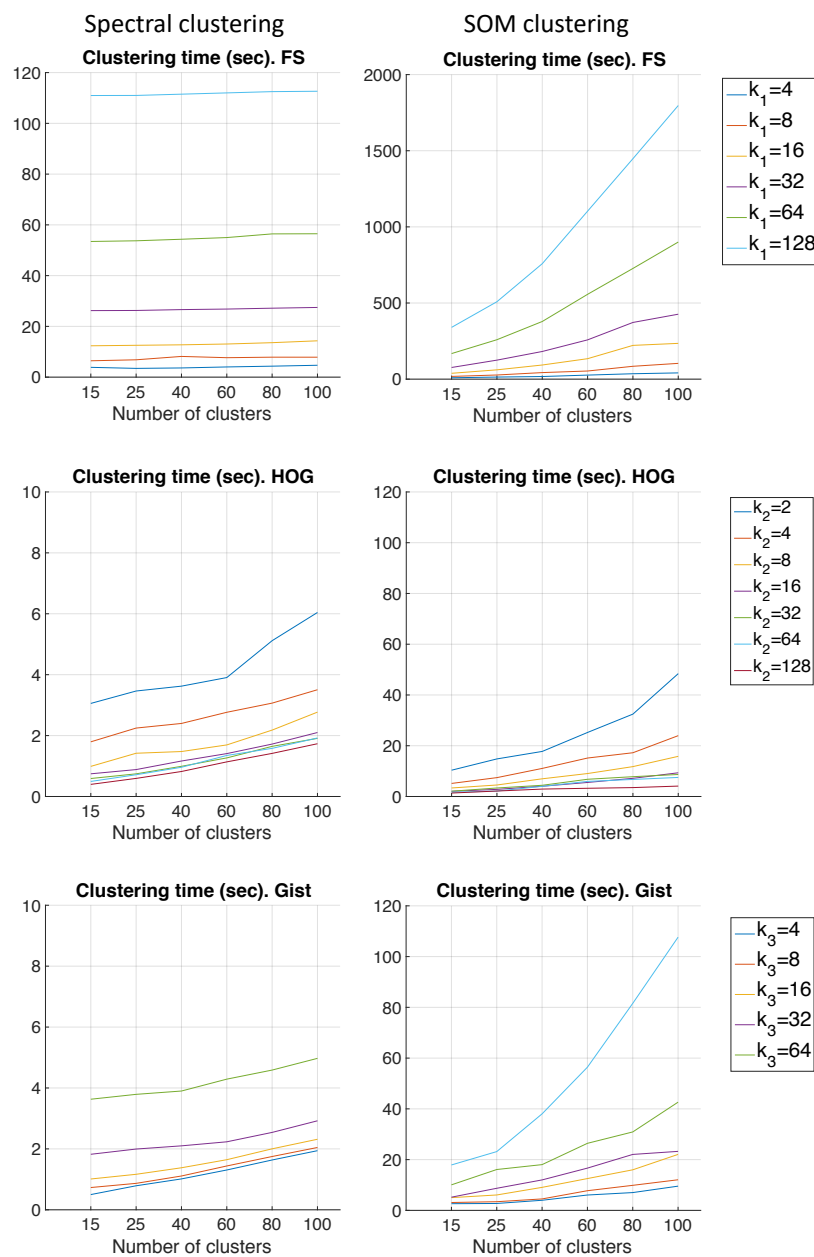 Spectral clustering
SOM clustering
Clustering time (sec). FS
120
100
80
60
40
20
0
15 25 40 60 80 100
Number of clusters
Clustering time (sec). FS
2000
1500
1000
500
0
15 25 40 60 80 100
Number of clusters
k1=4
k1=8
k1=16
k1=32
k1=64
k1=128
Clustering time (sec). HOG
10
8
6
4
2
0
15 25 40 60 80 100
Number of clusters
Clustering time (sec). HOG
120
100
80
60
40
20
0
15 25 40 60 80 100
Number of clusters
k2=2
k2=4
k2=8
k2=16
k2=32
k2=64
k2=128
Clustering time (sec). Gist
10
8
6
4
2
0
15 25 40 60 80 100
Number of clusters
Clustering time (sec). Gist
120
100
80
60
40
20
0
15 25 40 60 80 100
Number of clusters
k3=4
k3=8
k3=16
k3=32
k3=64